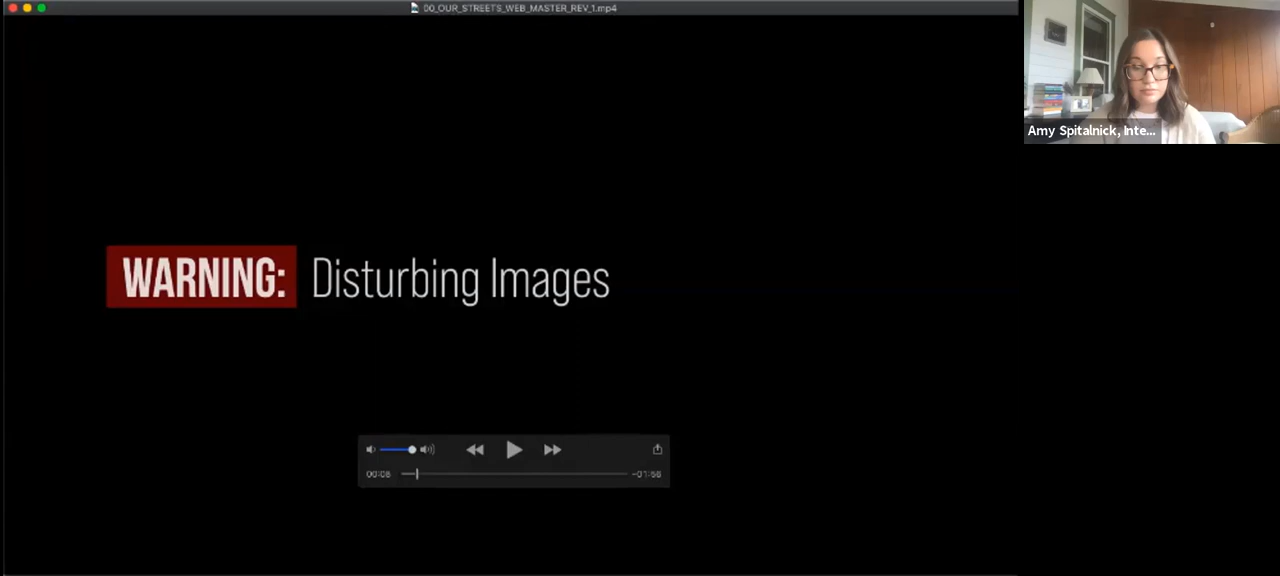 00_OUR_STREETS_WEB_MASTER_REV_1.mp4
Amy Spitalnick, Inte...
WARNING: Disturbing Images
00:08
-01:56